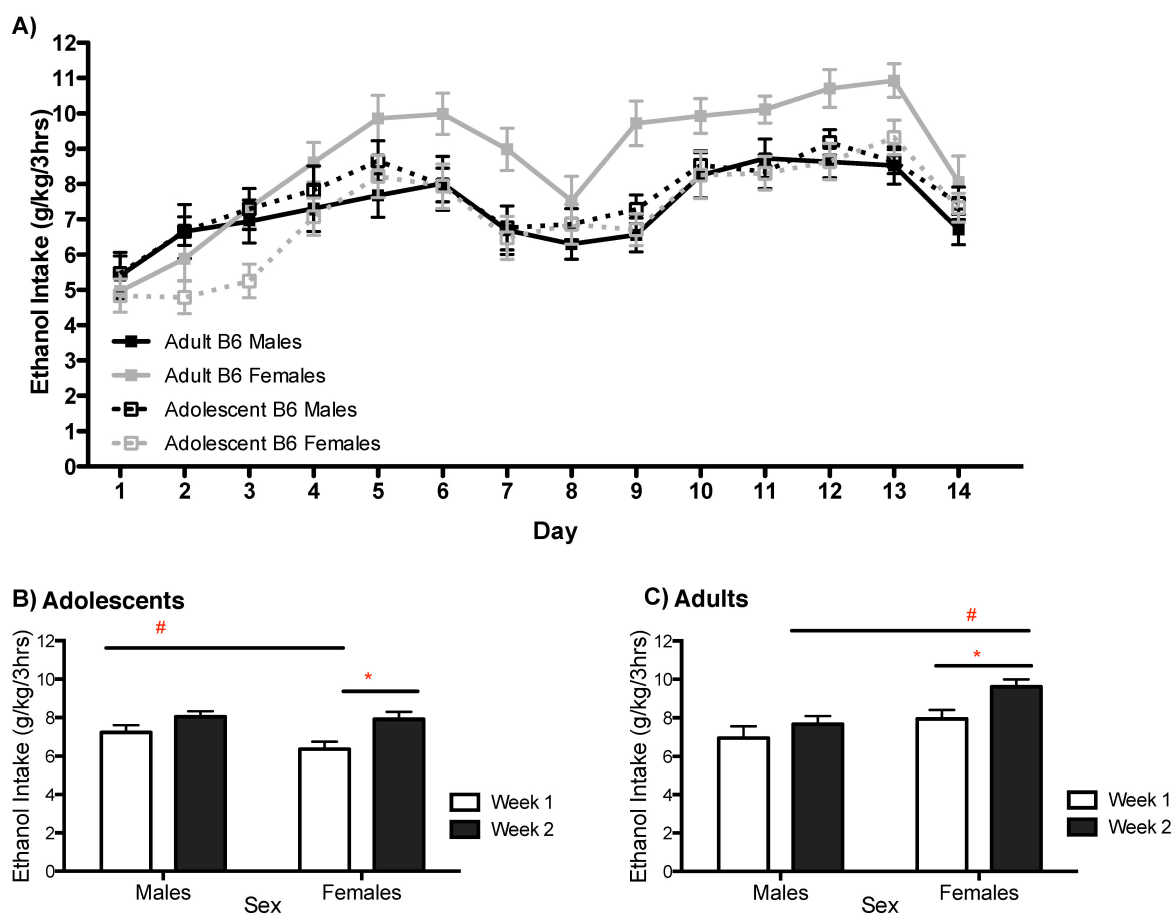 A)
12
11
10
9
8
7
6
5
4
3
2
1
0
Ethanol Intake (g/kg/3hrs)
Adult B6 Males
Adult B6 Females
Adolescent B6 Males
Adolescent B6 Females
1 2 3 4 5 6 7 8 9 10 11 12 13 14
Day
B) Adolescents
#
*
12
10
8
6
4
2
0
Ethanol Intake (g/kg/3hrs)
Week 1
Week 2
Males Females
Sex
C) Adults
#
*
12
10
8
6
4
2
0
Ethanol Intake (g/kg/3hrs)
Week 1
Week 2
Males Females
Sex